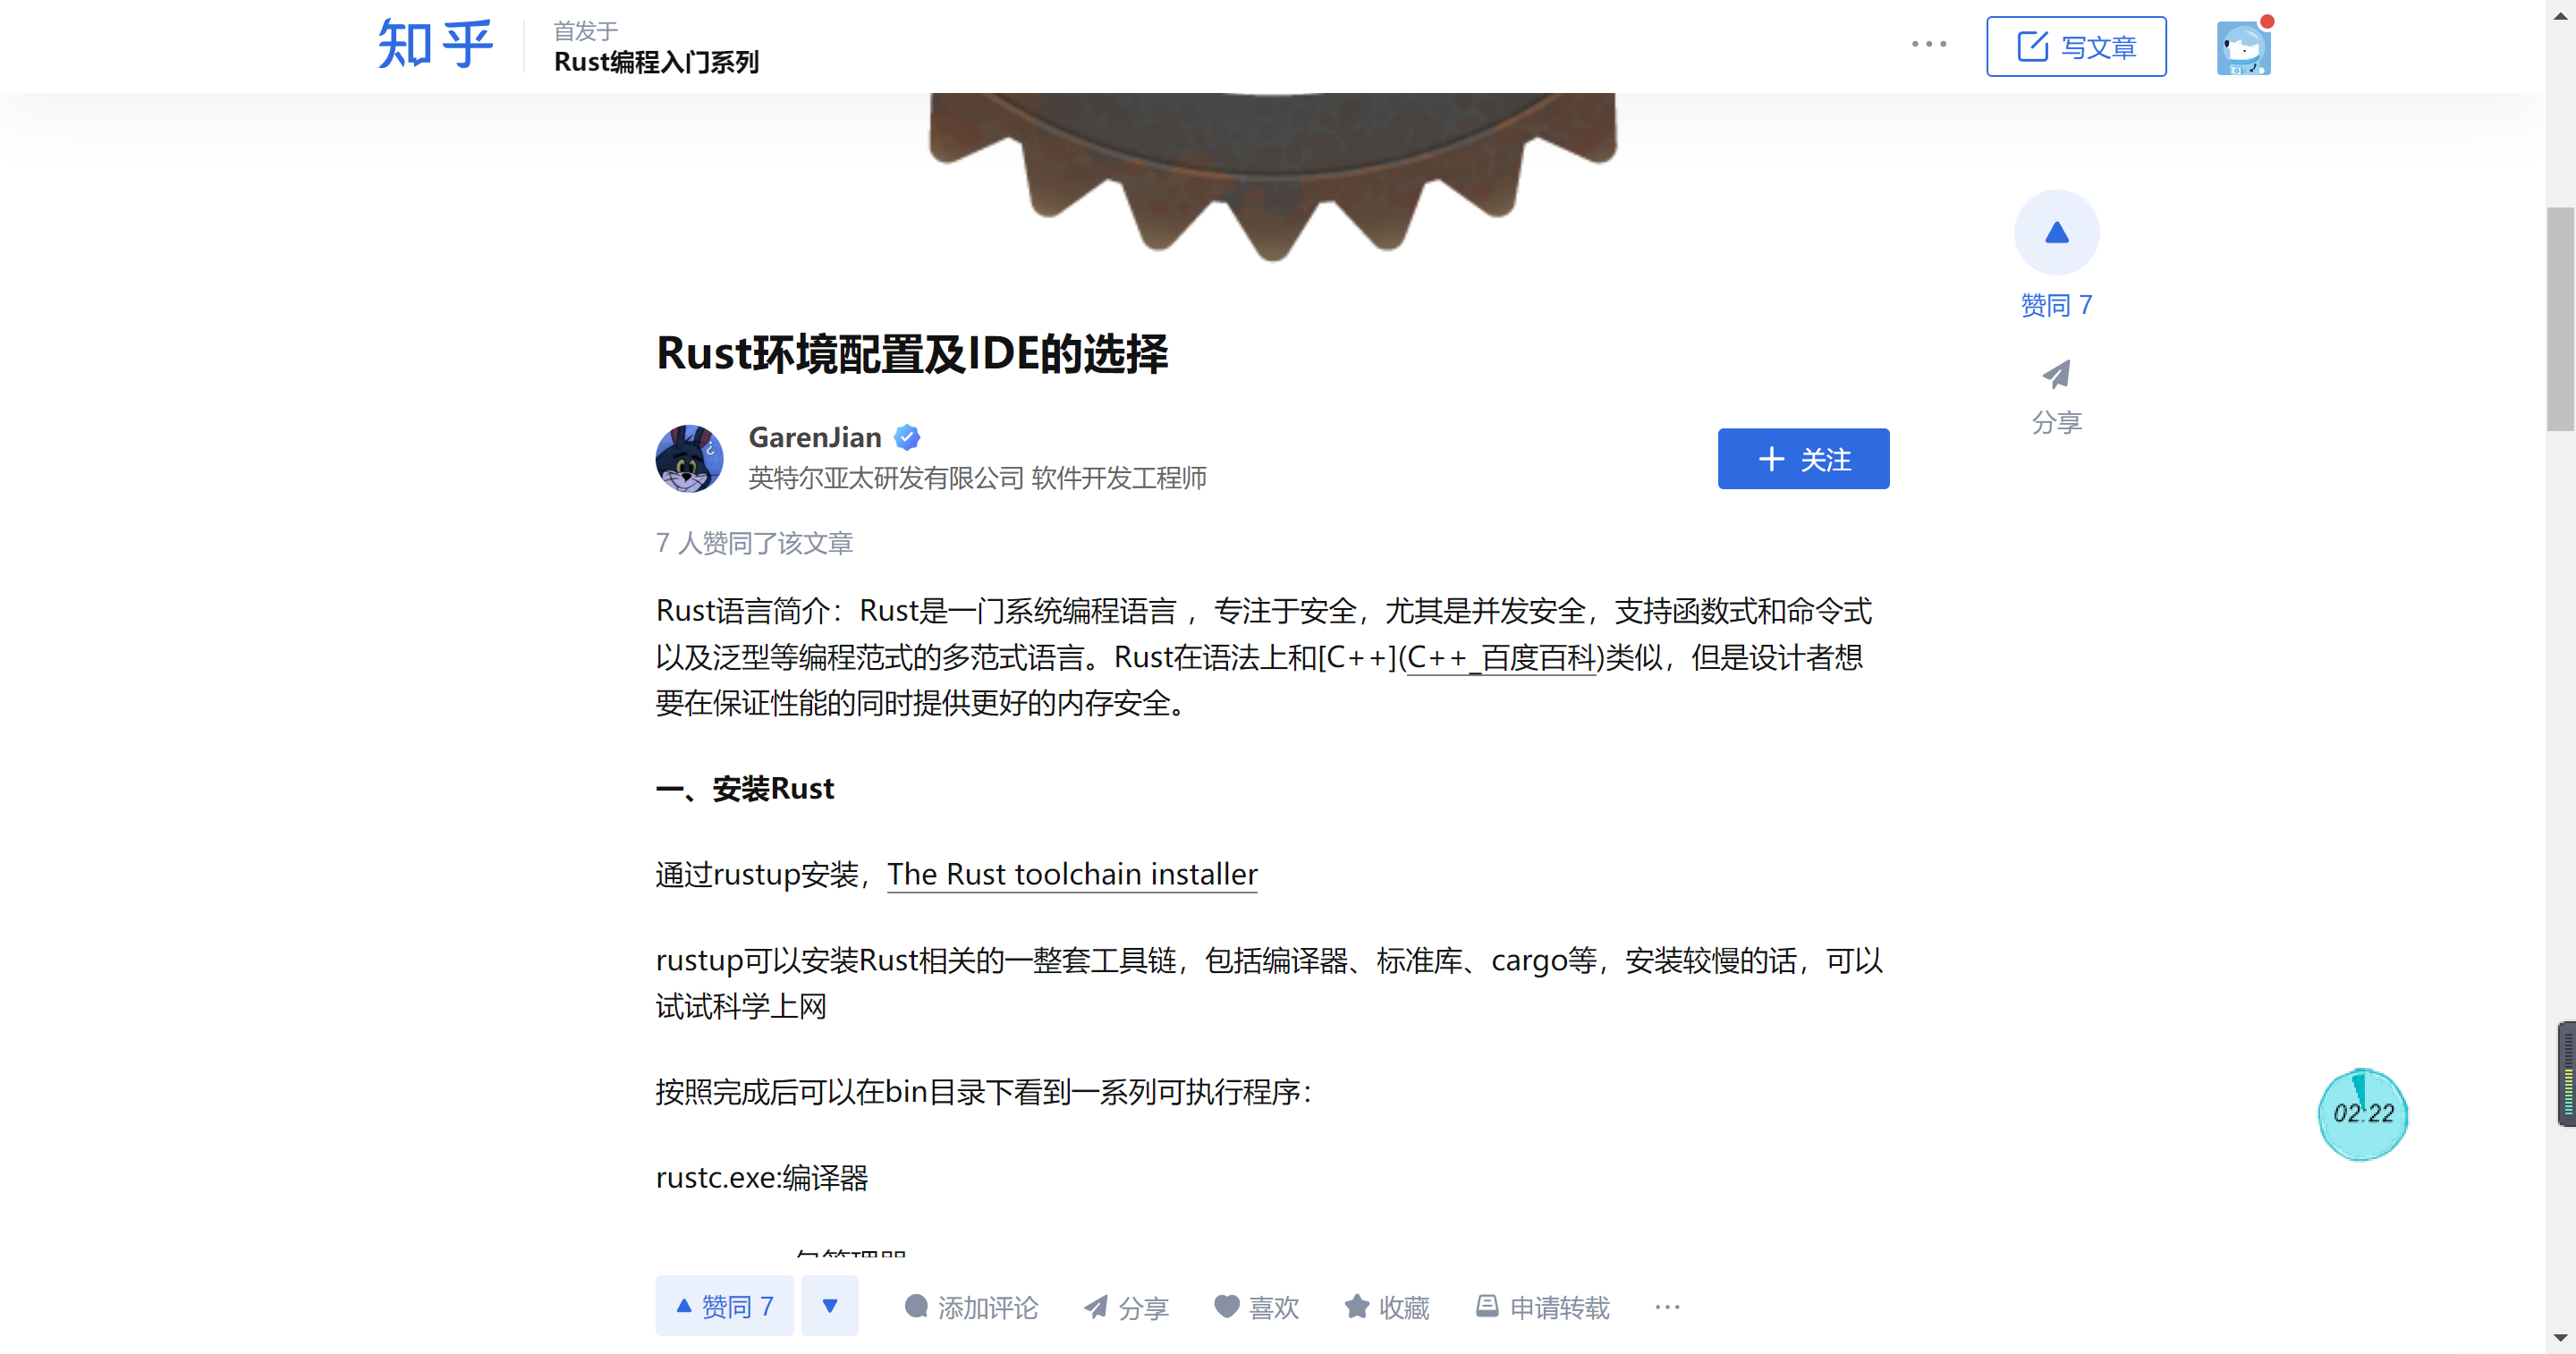 知乎
首发于
Rust编程入门系列
写文章
赞同 7
分享
Rust环境配置及IDE的选择
GarenJian
英特尔亚太研发有限公司 软件开发工程师
关注
7 人赞同了该文章
Rust语言简介：Rust是一门系统编程语言 ，专注于安全，尤其是并发安全，支持函数式和命令式
以及泛型等编程范式的多范式语言。Rust在语法上和[C++](C++_百度百科)类似，但是设计者想
要在保证性能的同时提供更好的内存安全。
一、安装Rust
通过rustup安装，The Rust toolchain installer
rustup可以安装Rust相关的一整套工具链，包括编译器、标准库、cargo等，安装较慢的话，可以
试试科学上网
按照完成后可以在bin目录下看到一系列可执行程序：
rustc.exe:编译器
包管理器
02:22
赞同 7
添加评论
分享
喜欢
收藏
申请转载